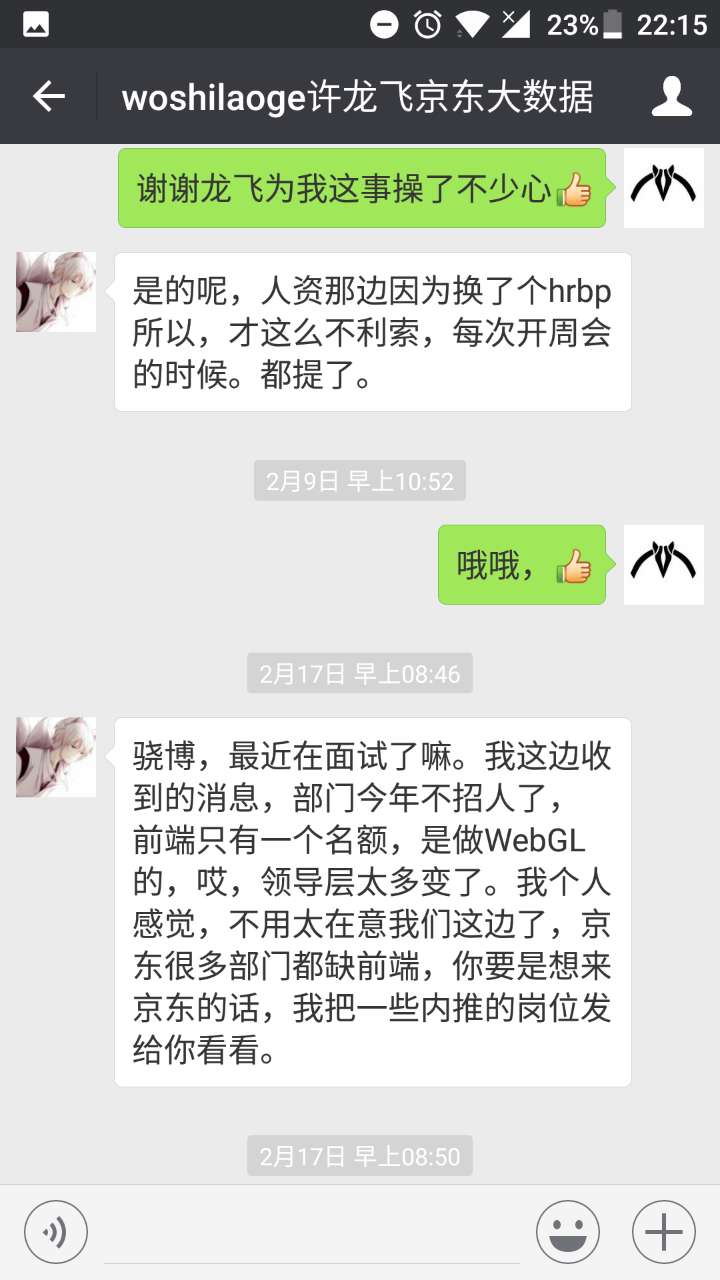 23% 22:15
woshilaoge许龙飞京东大数据
谢谢龙飞为我这事操了不少心👍
是的呢，人资那边因为换了个hrbp
所以，才这么不利索，每次开周会
的时候。都提了。
2月9日 早上10:52
哦哦，👍
2月17日 早上08:46
骁博，最近在面试了嘛。我这边收
到的消息，部门今年不招人了，
前端只有一个名额，是做WebGL
的，哎，领导层太多变了。我个人
感觉，不用太在意我们这边了，京
东很多部门都缺前端，你要是想来
京东的话，我把一些内推的岗位发
给你看看。
2月17日 早上08:50